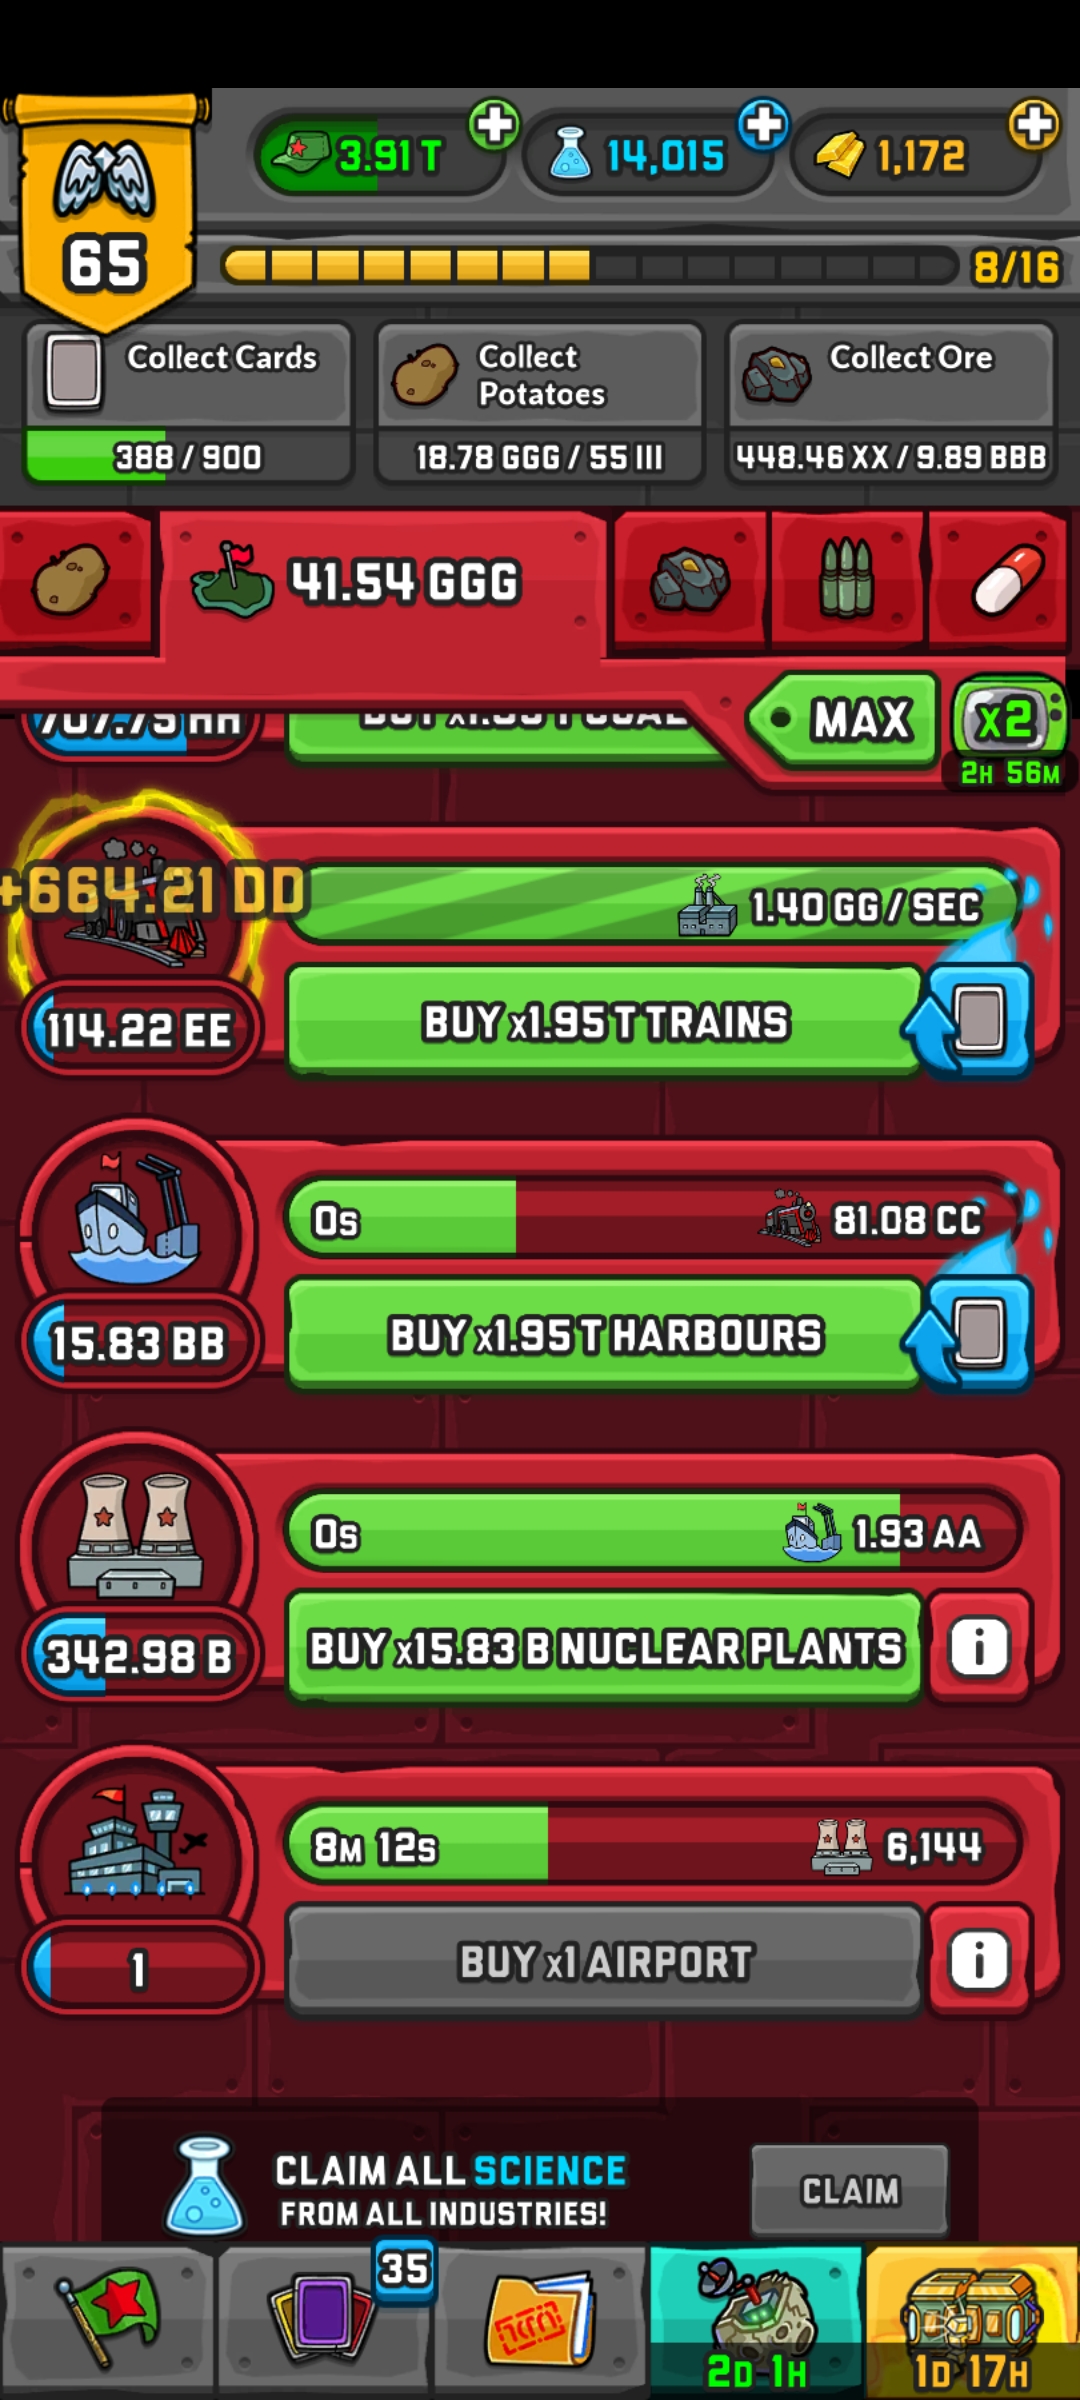 3.91 T
14,015
1,172
65
8/16
Collect Cards
388 / 900
Collect
Potatoes
18.78 GGG / 55 III
Collect Ore
448.46 XX / 9.89 BBB
41.54 GGG
MAX
x2
2H 56M
+664.21 DD
1.40 GG / SEC
114.22 EE
BUY x1.95 T TRAINS
0s
81.08 CC
15.83 BB
BUY x1.95 T HARBOURS
0s
1.93 AA
342.98 B
BUY x15.83 B NUCLEAR PLANTS
8M 12s
6,144
1
BUY x1 AIRPORT
CLAIM ALL SCIENCE
FROM ALL INDUSTRIES!
CLAIM
35
2D 1H
1D 17H